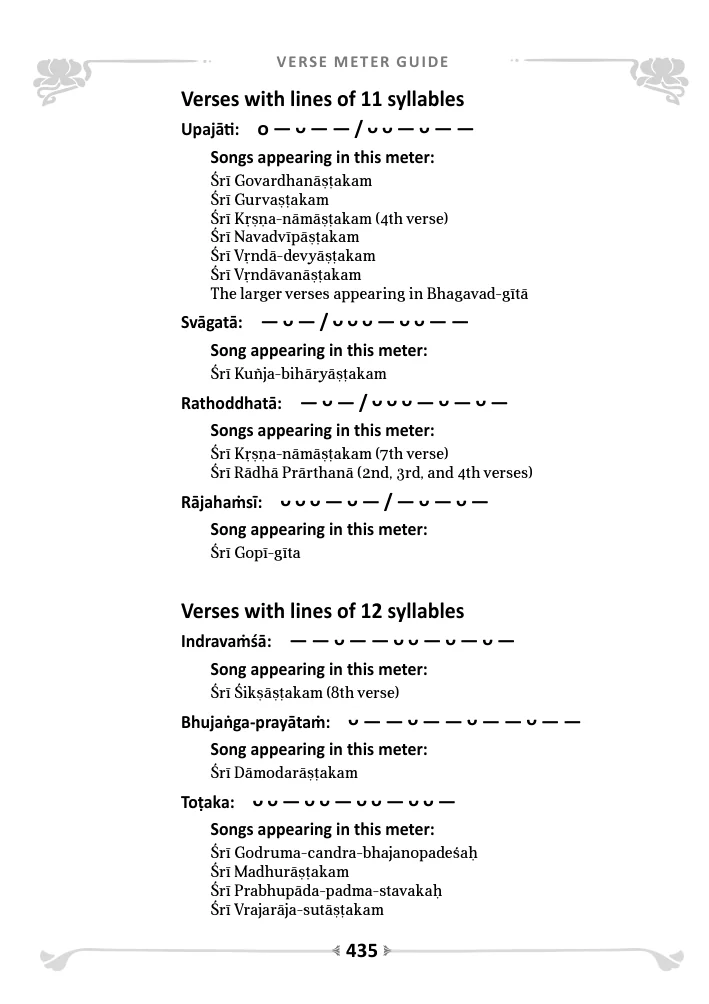 VERSE METER GUIDE
Verses with lines of 11 syllables
Upajāti: o — ᴗ — — / ᴗ ᴗ — ᴗ — —
Songs appearing in this meter:
Śrī Govardhanāṣṭakam
Śrī Gurvaṣṭakam
Śrī Kṛṣṇa-nāmāṣṭakam (4th verse)
Śrī Navadvīpāṣṭakam
Śrī Vṛndā-devyāṣṭakam
Śrī Vṛndāvanāṣṭakam
The larger verses appearing in Bhagavad-gītā
Svāgatā: — ᴗ — / ᴗ ᴗ ᴗ — ᴗ ᴗ — —
Song appearing in this meter:
Śrī Kuñja-bihāryāṣṭakam
Rathoddhatā: — ᴗ — / ᴗ ᴗ ᴗ — ᴗ — ᴗ —
Songs appearing in this meter:
Śrī Kṛṣṇa-nāmāṣṭakam (7th verse)
Śrī Rādhā Prārthanā (2nd, 3rd, and 4th verses)
Rājahaṁsī: ᴗ ᴗ ᴗ — ᴗ — / — ᴗ — ᴗ —
Song appearing in this meter:
Śrī Gopī-gīta
Verses with lines of 12 syllables
Indravaṁśā: — — ᴗ — — ᴗ ᴗ — ᴗ — ᴗ —
Song appearing in this meter:
Śrī Śikṣāṣṭakam (8th verse)
Bhujaṅga-prayātaṁ: ᴗ — — ᴗ — — ᴗ — — ᴗ — —
Song appearing in this meter:
Śrī Dāmodarāṣṭakam
Toṭaka: ᴗ ᴗ — ᴗ ᴗ — ᴗ ᴗ — ᴗ ᴗ —
Songs appearing in this meter:
Śrī Godruma-candra-bhajanopadeśaḥ
Śrī Madhurāṣṭakam
Śrī Prabhupāda-padma-stavakaḥ
Śrī Vrajarāja-sutāṣṭakam
435